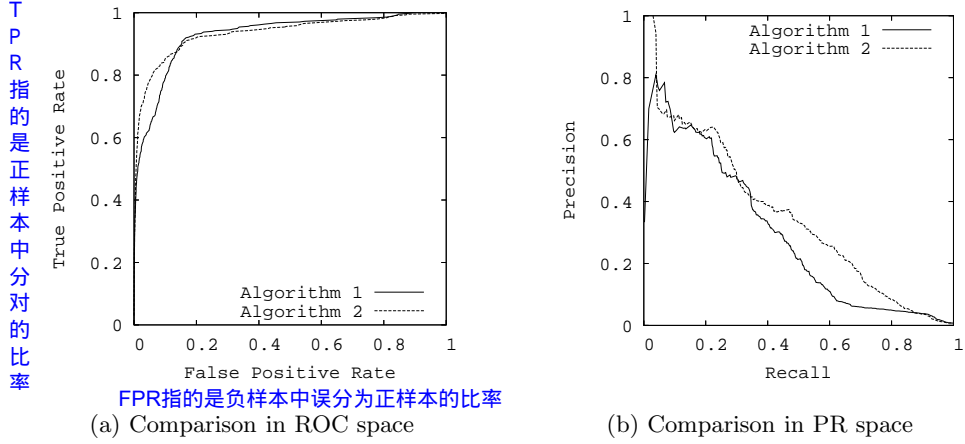 TPR指的是正样本中分对的比率
True Positive Rate
1
0.8
0.6
0.4
0.2
0
Algorithm 1
Algorithm 2
0 0.2 0.4 0.6 0.8 1
False Positive Rate
FPR指的是负样本中误分为正样本的比率
(a) Comparison in ROC space
Precision
1
0.8
0.6
0.4
0.2
0
Algorithm 1
Algorithm 2
0 0.2 0.4 0.6 0.8 1
Recall
(b) Comparison in PR space